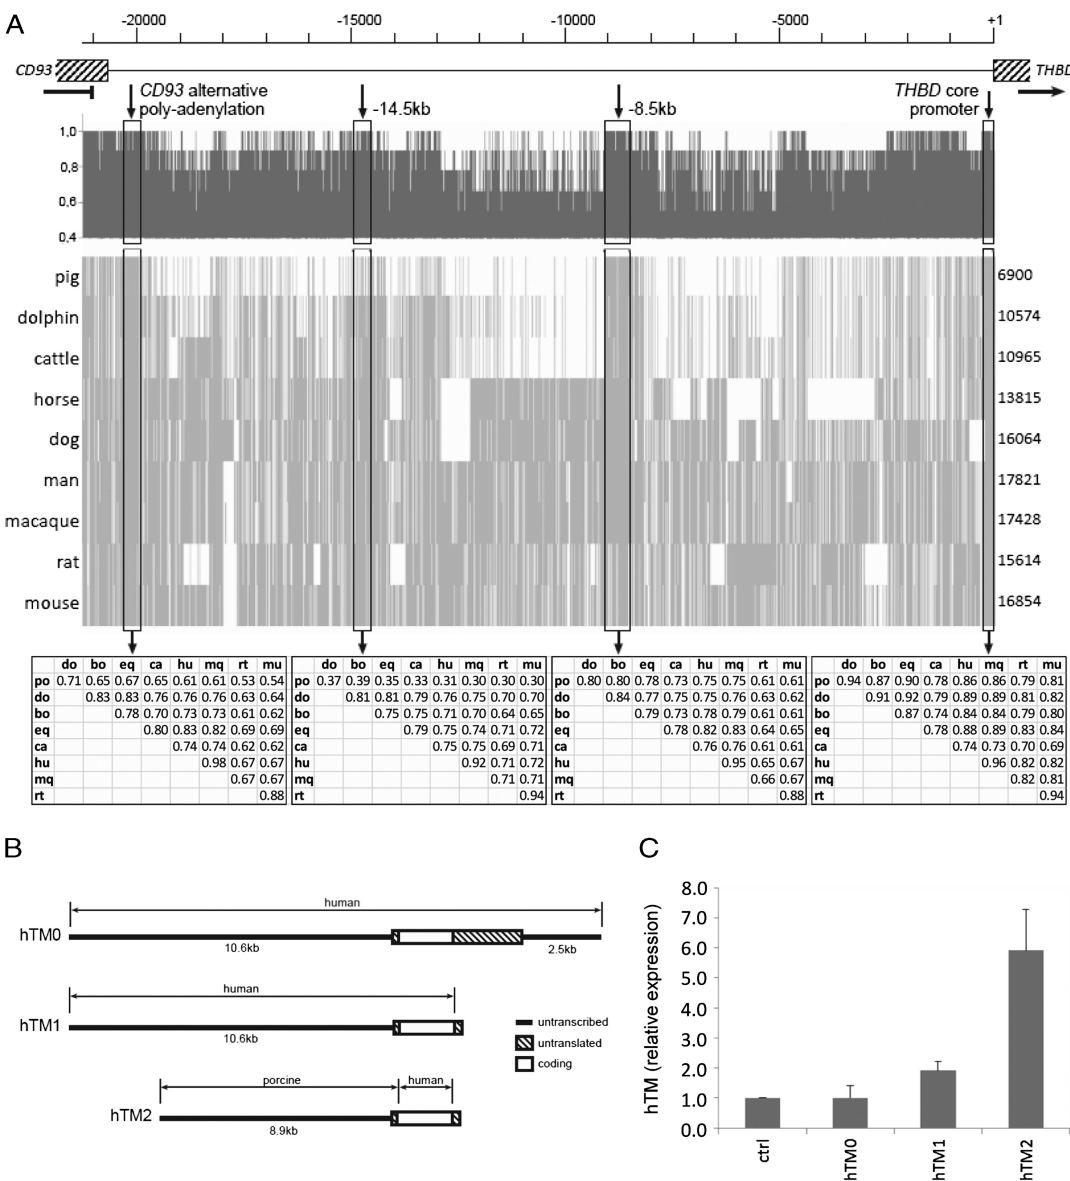 A
-20000 -15000 -10000 -5000 +1
CD93 THBD
CD93 alternative
poly-adenylation
-14.5kb
-8.5kb
THBD core
promoter
1.0
0.8
0.6
0.4
pig 6900
dolphin 10574
cattle 10965
horse 13815
dog 16064
man 17821
macaque 17428
rat 15614
mouse 16854
do bo eq ca hu mq rt mu
po 0.71 0.65 0.67 0.65 0.61 0.61 0.53 0.54
do 0.83 0.83 0.76 0.76 0.76 0.63 0.64
bo 0.78 0.70 0.73 0.73 0.61 0.62
eq 0.80 0.83 0.82 0.69 0.69
ca 0.74 0.74 0.62 0.62
hu 0.98 0.67 0.67
mq 0.67 0.67
rt 0.88
do bo eq ca hu mq rt mu
po 0.37 0.39 0.35 0.33 0.31 0.30 0.30 0.30
do 0.81 0.81 0.79 0.76 0.75 0.70 0.70
bo 0.75 0.75 0.71 0.70 0.64 0.65
eq 0.79 0.75 0.74 0.71 0.72
ca 0.75 0.75 0.69 0.71
hu 0.92 0.71 0.72
mq 0.71 0.71
rt 0.94
do bo eq ca hu mq rt mu
po 0.80 0.80 0.78 0.73 0.75 0.75 0.61 0.61
do 0.84 0.77 0.75 0.75 0.76 0.63 0.62
bo 0.79 0.73 0.78 0.79 0.61 0.61
eq 0.78 0.82 0.83 0.64 0.65
ca 0.76 0.76 0.61 0.63
hu 0.95 0.65 0.67
mq 0.66 0.67
rt 0.88
do bo eq ca hu mq rt mu
po 0.94 0.87 0.90 0.78 0.86 0.86 0.79 0.81
do 0.91 0.92 0.79 0.89 0.89 0.81 0.82
bo 0.87 0.74 0.84 0.84 0.79 0.80
eq 0.78 0.88 0.89 0.83 0.84
ca 0.74 0.73 0.70 0.69
hu 0.96 0.82 0.82
mq 0.82 0.81
rt 0.94
B
human
hTM0
10.6kb 2.5kb
human
hTM1
10.6kb
porcine human
hTM2
8.9kb
untranscribed
untranslated
coding
C
hTM (relative expression)
8.0
7.0
6.0
5.0
4.0
3.0
2.0
1.0
0.0
ctrl
hTM0
hTM1
hTM2